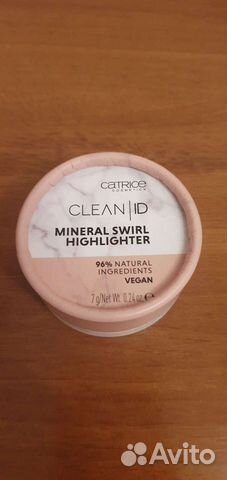 CATRICE
COSMETICS
CLEAN|ID
MINERAL SWIRL
HIGHLIGHTER
96% NATURAL
INGREDIENTS
VEGAN
7 g/Net Wt. 0.24 oz. e
Avito